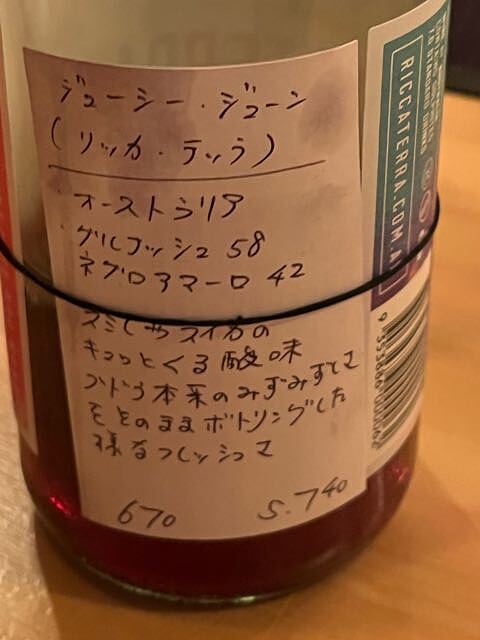 ジューシー・ジューン
(リッカ・テッラ)
オーストラリア
グルナッシュ 58
ネグロアマーロ 42
スミレやスイカの
キュッとくる酸味
ブドウ本来のみずみずしさ
をそのままボトリングした
様なフレッシュさ
670 5.740
RICCATERRA.COM.A